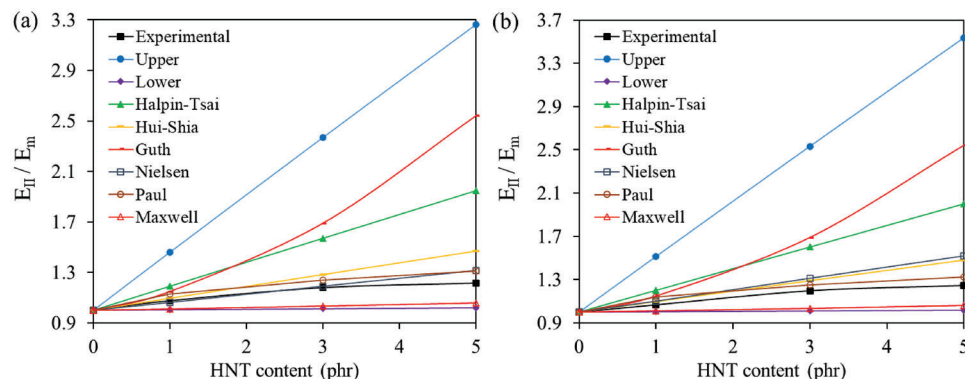 (a)
3.3
2.9
2.5
2.1
1.7
1.3
0.9
E_II / E_m
Experimental
Upper
Lower
Halpin-Tsai
Hui-Shia
Guth
Nielsen
Paul
Maxwell
0 1 2 3 4 5
HNT content (phr)
(b)
3.7
3.3
2.9
2.5
2.1
1.7
1.3
0.9
E_II / E_m
Experimental
Upper
Lower
Halpin-Tsai
Hui-Shia
Guth
Nielsen
Paul
Maxwell
0 1 2 3 4 5
HNT content (phr)